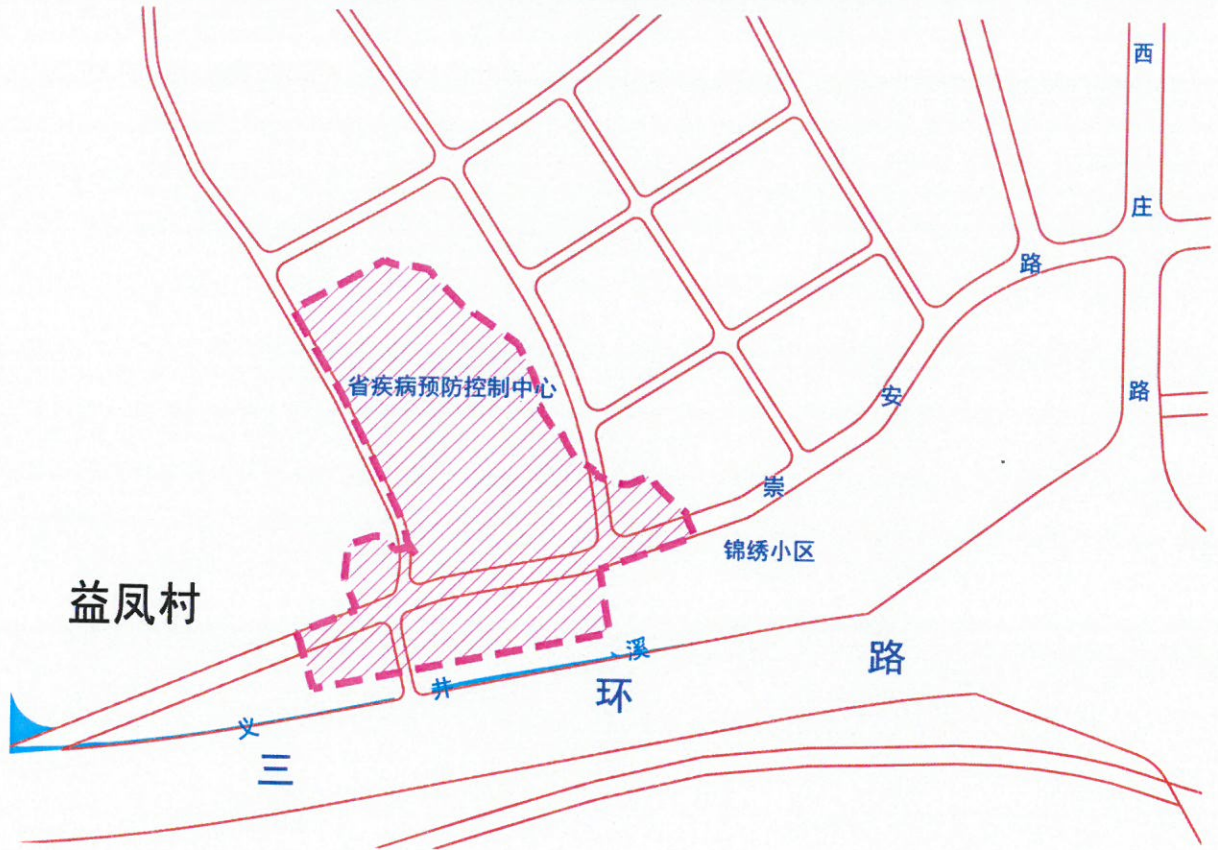 西庄路
崇安路
省疾病预防控制中心
锦绣小区
益凤村
义井溪
三环路